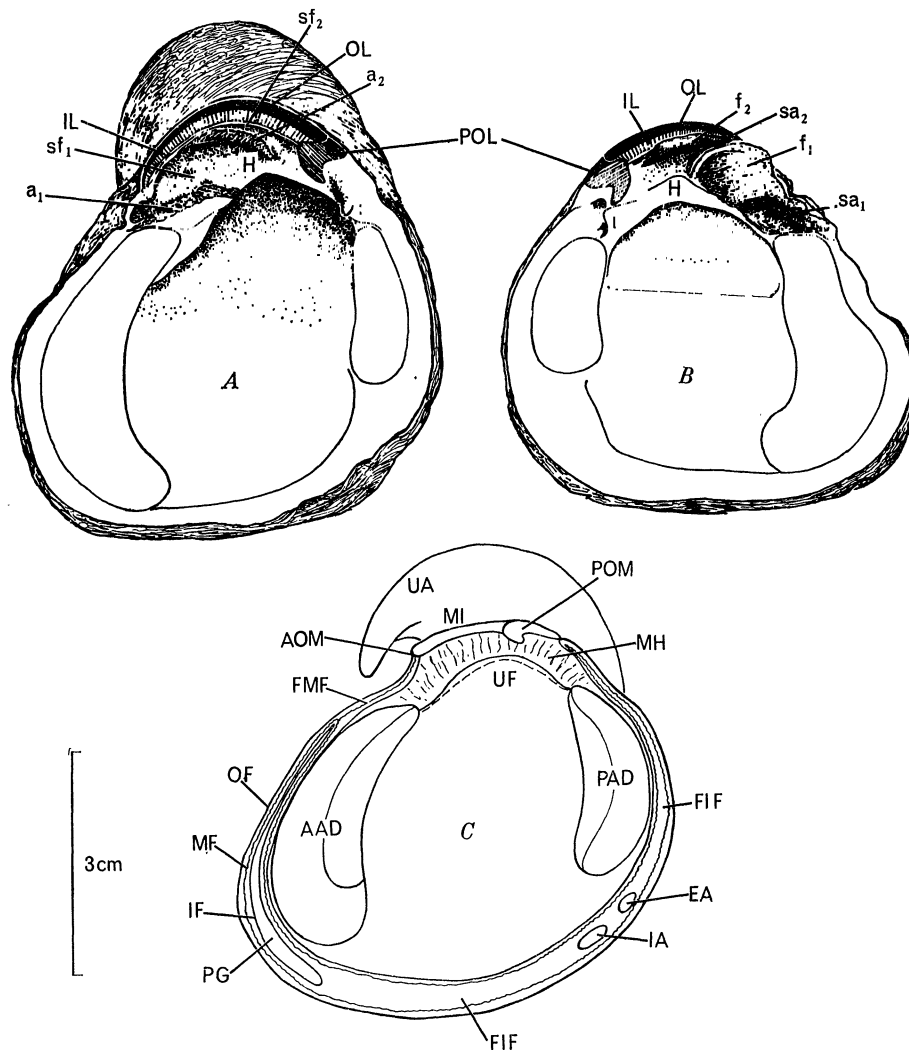 sf₂
OL
a₂
IL
sf₁
H
a₁
POL
A
OL
IL
f₂
sa₂
f₁
H
sa₁
I
B
UA
POM
MI
AOM
MH
FMF
UF
OF
PAD
FIF
AAD
C
MF
3cm
EA
IF
IA
PG
FIF